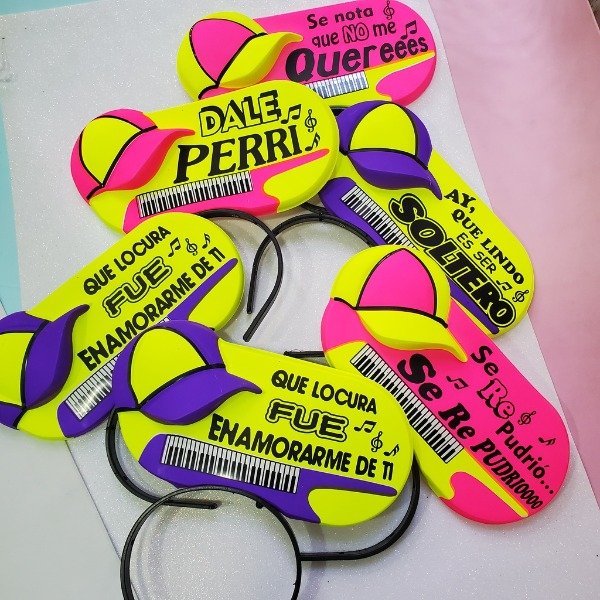 Se nota
que NO me
Quereees
DALE
PERRI
AY,
QUE LINDO
ES SER
SOLTERO
QUE LOCURA
FUE
ENAMORARME DE TI
QUE LOCURA
FUE
ENAMORARME DE TI
Se
Re
Pudrió...
Se Re
PUDRIOOOO